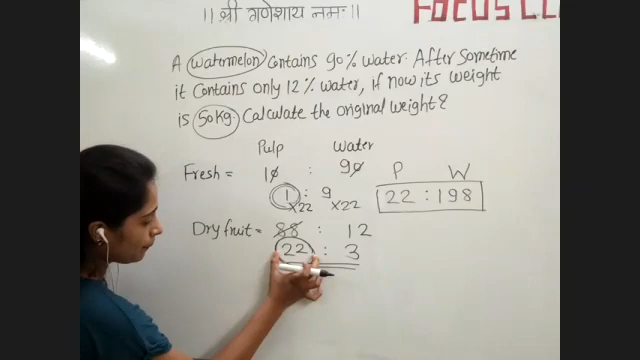 ।। श्री गणेशाय नमः।।
FOCUS
A Watermelon Contains 90% Water. After Sometime
it Contains only 12% Water, if now its weight
is 50Kg. Calculate the original weight?
Pulp Water
Fresh = 10 : 90 P W
1 : 9 22 : 198
×22 ×22
Dry fruit = 88 : 12
22 : 3